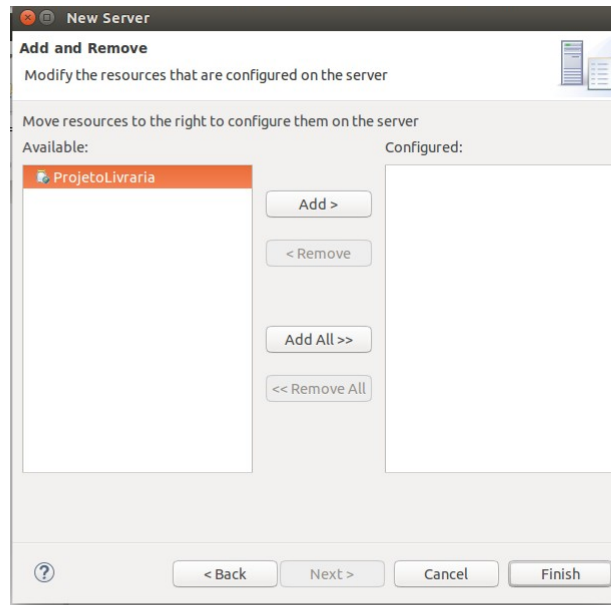 New Server
Add and Remove
Modify the resources that are configured on the server
Move resources to the right to configure them on the server
Available:
Configured:
ProjetoLivraria
Add >
< Remove
Add All >>
<< Remove All
?
< Back
Next >
Cancel
Finish